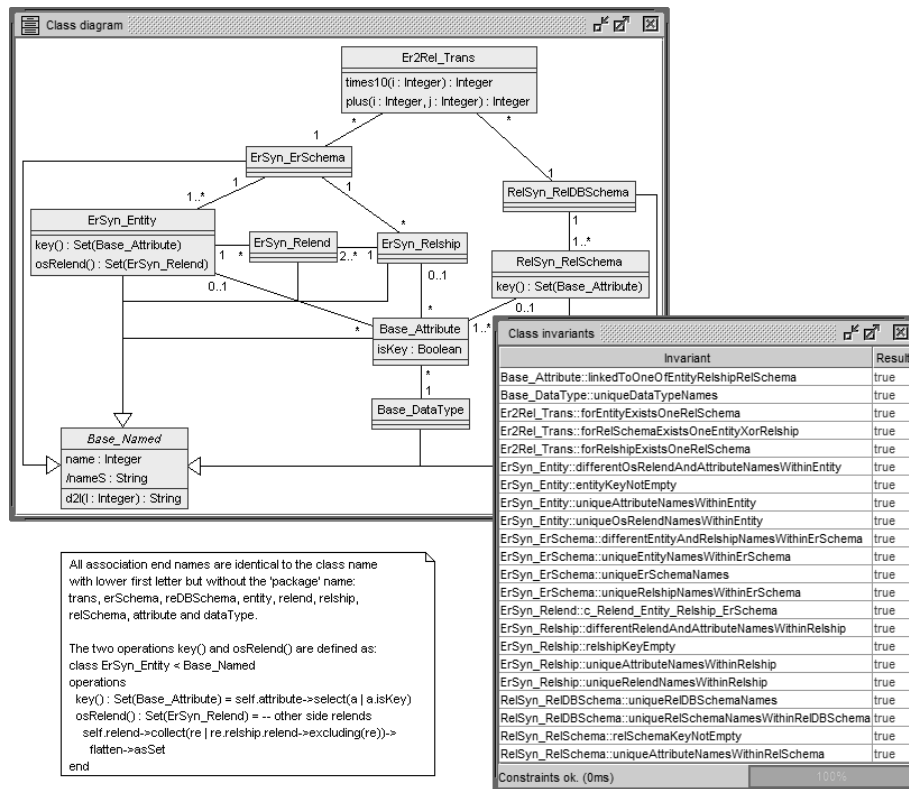 Class diagram
Er2Rel_Trans
times10(i : Integer) : Integer
plus(i : Integer, j : Integer) : Integer
*
*
1
ErSyn_ErSchema
1
1
1
RelSyn_RelDBSchema
1..*
*
1
1..*
ErSyn_Entity
key() : Set(Base_Attribute)
osRelend() : Set(ErSyn_Relend)
1
*
ErSyn_Relend
2..*
1
ErSyn_Relship
RelSyn_RelSchema
key() : Set(Base_Attribute)
0..1
0..1
0..1
*
*
1..*
Base_Attribute
isKey : Boolean
*
1
Base_DataType
Base_Named
name : Integer
/nameS : String
d2l(l : Integer) : String
Class invariants
Invariant Result
Base_Attribute::linkedToOneOfEntityRelshipRelSchema true
Base_DataType::uniqueDataTypeNames true
Er2Rel_Trans::forEntityExistsOneRelSchema true
Er2Rel_Trans::forRelSchemaExistsOneEntityXorRelship true
Er2Rel_Trans::forRelshipExistsOneRelSchema true
ErSyn_Entity::differentOsRelendAndAttributeNamesWithinEntity true
ErSyn_Entity::entityKeyNotEmpty true
ErSyn_Entity::uniqueAttributeNamesWithinEntity true
ErSyn_Entity::uniqueOsRelendNamesWithinEntity true
ErSyn_ErSchema::differentEntityAndRelshipNamesWithinErSchema true
ErSyn_ErSchema::uniqueEntityNamesWithinErSchema true
ErSyn_ErSchema::uniqueErSchemaNames true
ErSyn_ErSchema::uniqueRelshipNamesWithinErSchema true
ErSyn_Relend::c_Relend_Entity_Relship_ErSchema true
ErSyn_Relship::differentRelendAndAttributeNamesWithinRelship true
ErSyn_Relship::relshipKeyEmpty true
ErSyn_Relship::uniqueAttributeNamesWithinRelship true
ErSyn_Relship::uniqueRelendNamesWithinRelship true
RelSyn_RelDBSchema::uniqueRelDBSchemaNames true
RelSyn_RelDBSchema::uniqueRelSchemaNamesWithinRelDBSchema true
RelSyn_RelSchema::relSchemaKeyNotEmpty true
RelSyn_RelSchema::uniqueAttributeNamesWithinRelSchema true
Constraints ok. (0ms) 100%
All association end names are identical to the class name
with lower first letter but without the 'package' name:
trans, erSchema, reDBSchema, entity, relend, relship,
relSchema, attribute and dataType.
The two operations key() and osRelend() are defined as:
class ErSyn_Entity < Base_Named
operations
key() : Set(Base_Attribute) = self.attribute->select(a | a.isKey)
osRelend() : Set(ErSyn_Relend) = -- other side relends
self.relend->collect(re | re.relship.relend->excluding(re))->
flatten->asSet
end